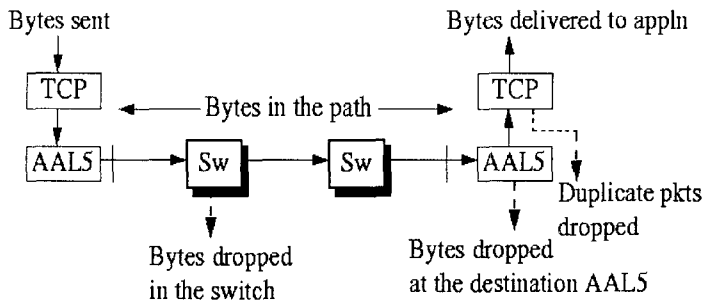 Bytes sent
Bytes delivered to appln
TCP
TCP
Bytes in the path
AAL5
Sw
Sw
AAL5
Duplicate pkts
dropped
Bytes dropped
in the switch
Bytes dropped
at the destination AAL5